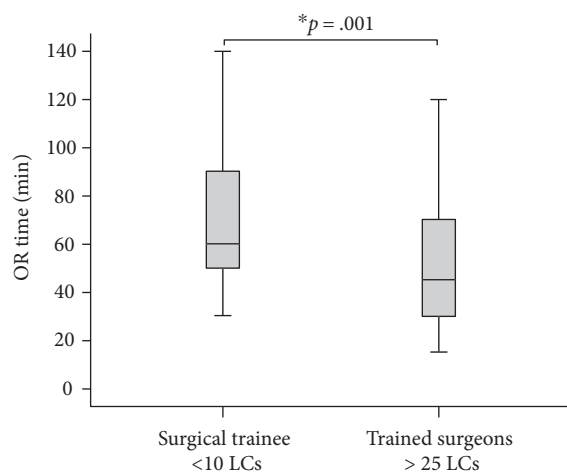 *p = .001
140
120
100
80
60
40
20
0
OR time (min)
Surgical trainee
<10 LCs
Trained surgeons
> 25 LCs